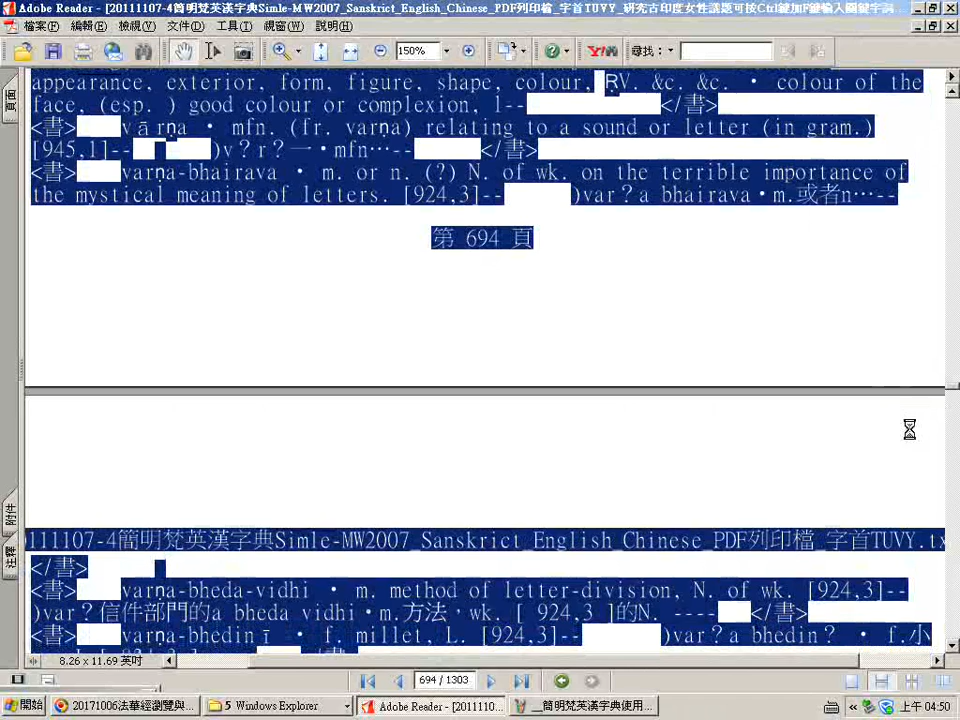 Adobe Reader - [20111107-4簡明梵英漢字典Simle-MW2007_Sanskrict_English_Chinese_PDF列印檔_字首TUVY_研究古印度女性議題可按Ctrl鍵加F鍵輸入關鍵字詞...
檔案(F) 編輯(E) 檢視(V) 文件(D) 工具(T) 視窗(W) 說明(H)
150% Y! 尋找：
頁面
appearance, exterior, form, figure, shape, colour, ṚV. &c. &c. • colour of the
face, (esp. ) good colour or complexion, l-- </書>
<書> vārṇa • mfn. (fr. varṇa) relating to a sound or letter (in gram.)
[945,1]-- )v？r？一•mfn…-- </書>
<書> varṇa-bhairava • m. or n. (?) N. of wk. on the terrible importance of
the mystical meaning of letters. [924,3]-- )var？a bhairava•m.或者n…--
第 694 頁
附件
注釋
111107-4簡明梵英漢字典Simle-MW2007_Sanskrict_English_Chinese_PDF列印檔_字首TUVY.tx
</書>
<書> varṇa-bheda-vidhi • m. method of letter-division, N. of wk. [924,3]--
)var？信件部門的a bheda vidhi•m.方法，wk. [ 924,3 ]的N. ---- </書>
<書> varṇa-bhedinī • f. millet, L. [924,3]-- )var？a bhedin？ • f.小
8.26 x 11.69 英吋
694 / 1303
開始 20171006法華經瀏覽與... 5 Windows Explorer Adobe Reader - [2011110... __簡明梵英漢字典使用... « 上午 04:50